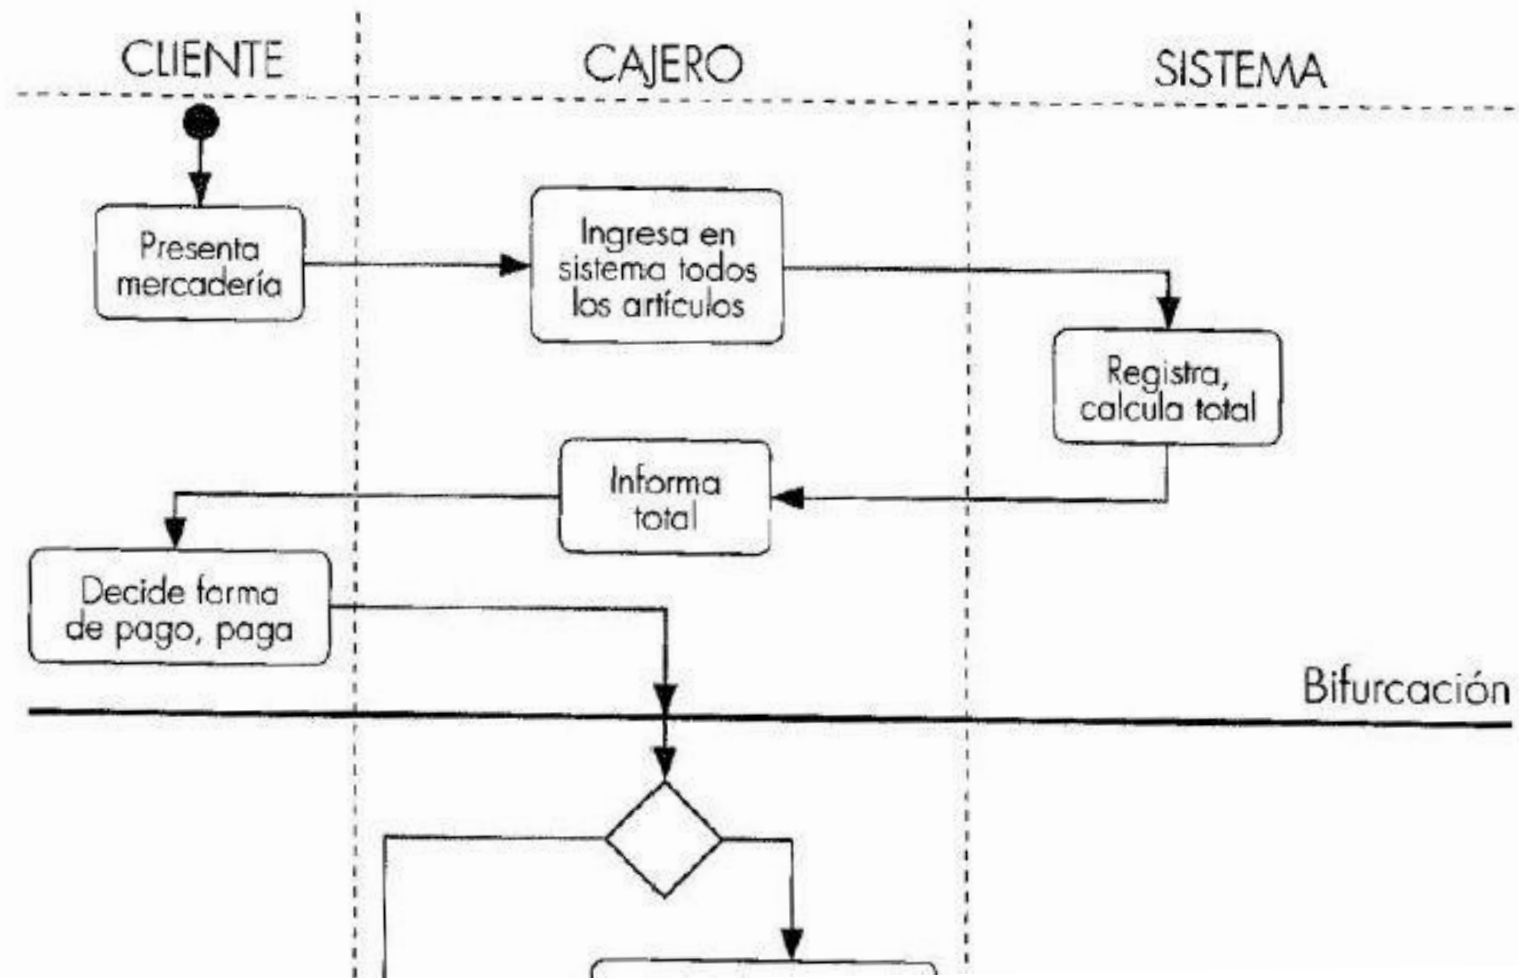 CLIENTE
CAJERO
SISTEMA
Presenta
mercadería
Ingresa en
sistema todos
los artículos
Registra,
calcula total
Informa
total
Decide forma
de pago, paga
Bifurcación